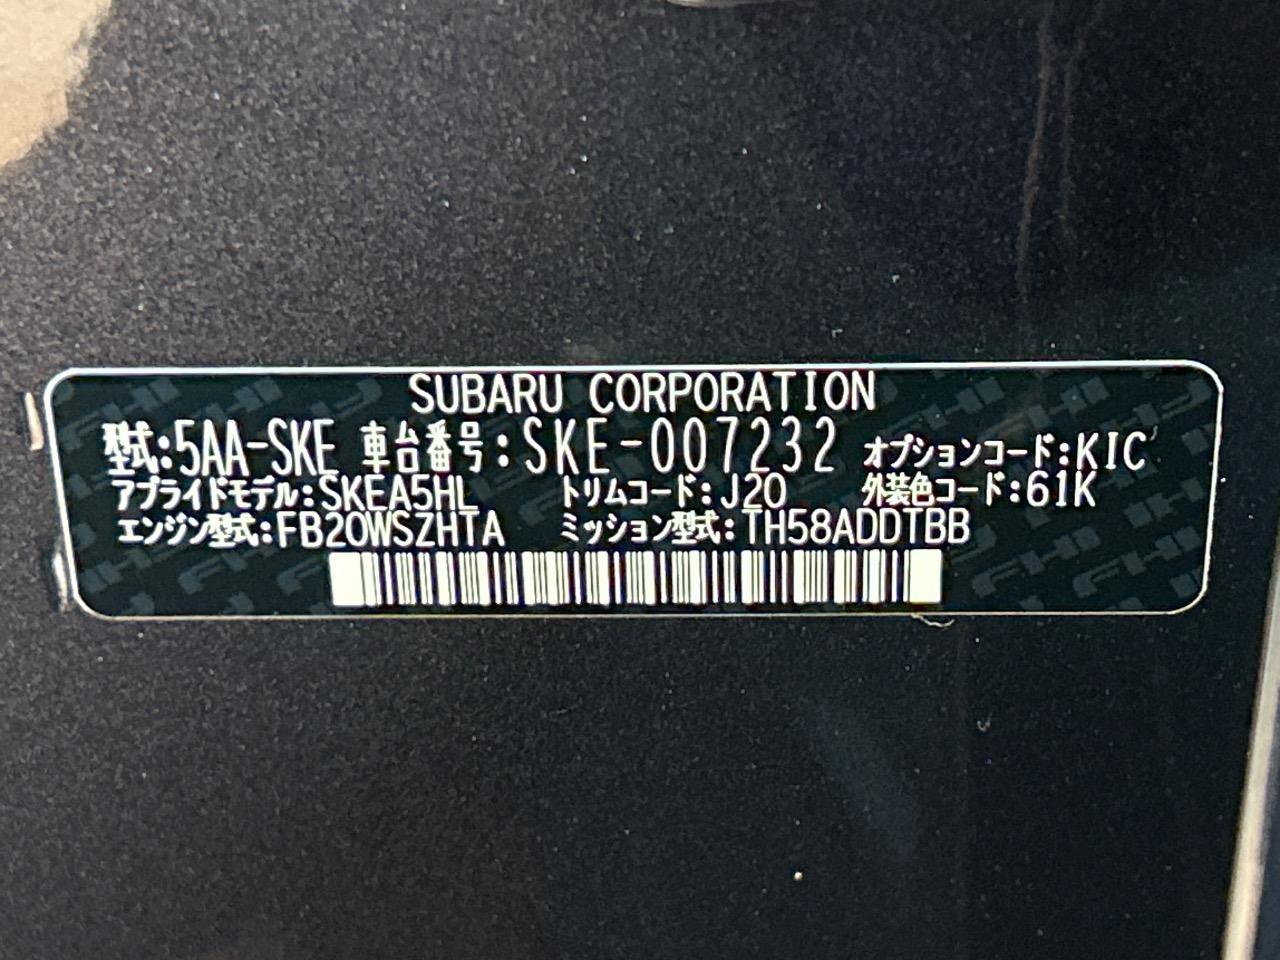 SUBARU CORPORATION
型式:5AA-SKE 車台番号:SKE-007232 オプションコード:KIC
アプライドモデル:SKEA5HL トリムコード:J20 外装色コード:61K
エンジン型式:FB20WSZHTA ミッション型式:TH58ADDTBB